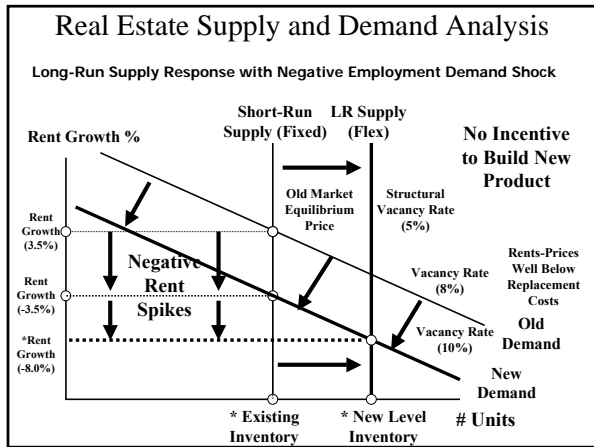 Real Estate Supply and Demand Analysis
Long-Run Supply Response with Negative Employment Demand Shock
Short-Run
Supply (Fixed)
LR Supply
(Flex)
Rent Growth %
No Incentive
to Build New
Product
Old Market
Equilibrium
Price
Structural
Vacancy Rate
(5%)
Rent
Growth
(3.5%)
Negative
Rent
Spikes
Vacancy Rate
(8%)
Rents-Prices
Well Below
Replacement
Costs
Rent
Growth
(-3.5%)
Old
Demand
Vacancy Rate
(10%)
*Rent
Growth
(-8.0%)
New
Demand
* Existing
Inventory
* New Level
Inventory
# Units